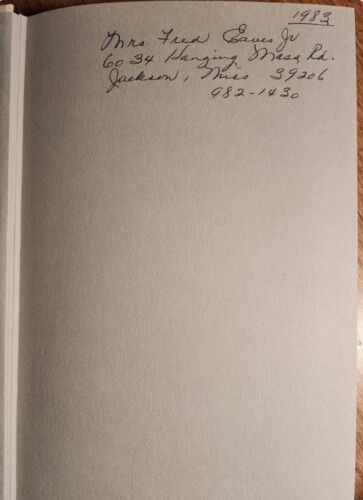 1983
Mrs. Fred Eaves Jr
6034 Hanging Moss Rd.
Jackson, Miss 39206
982-1430